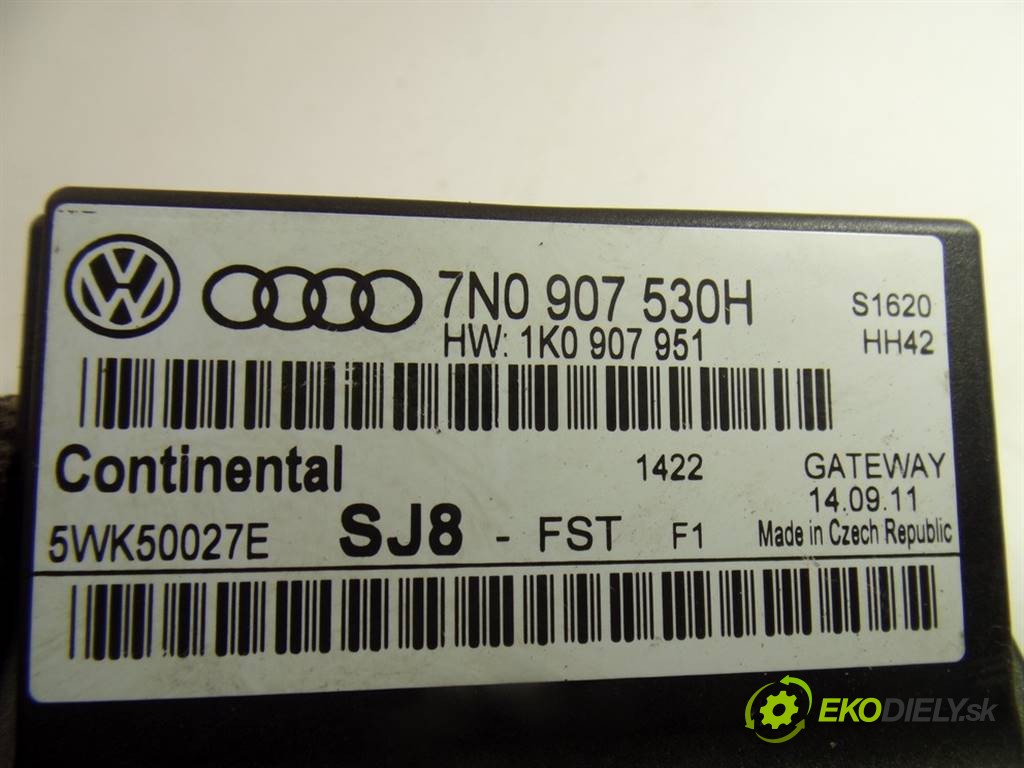 7N0 907 530H S1620
HW: 1K0 907 951 HH42
Continental 1422 GATEWAY
14.09.11
5WK50027E SJ8 - FST F1 Made in Czech Republic
EKODIELY.sk